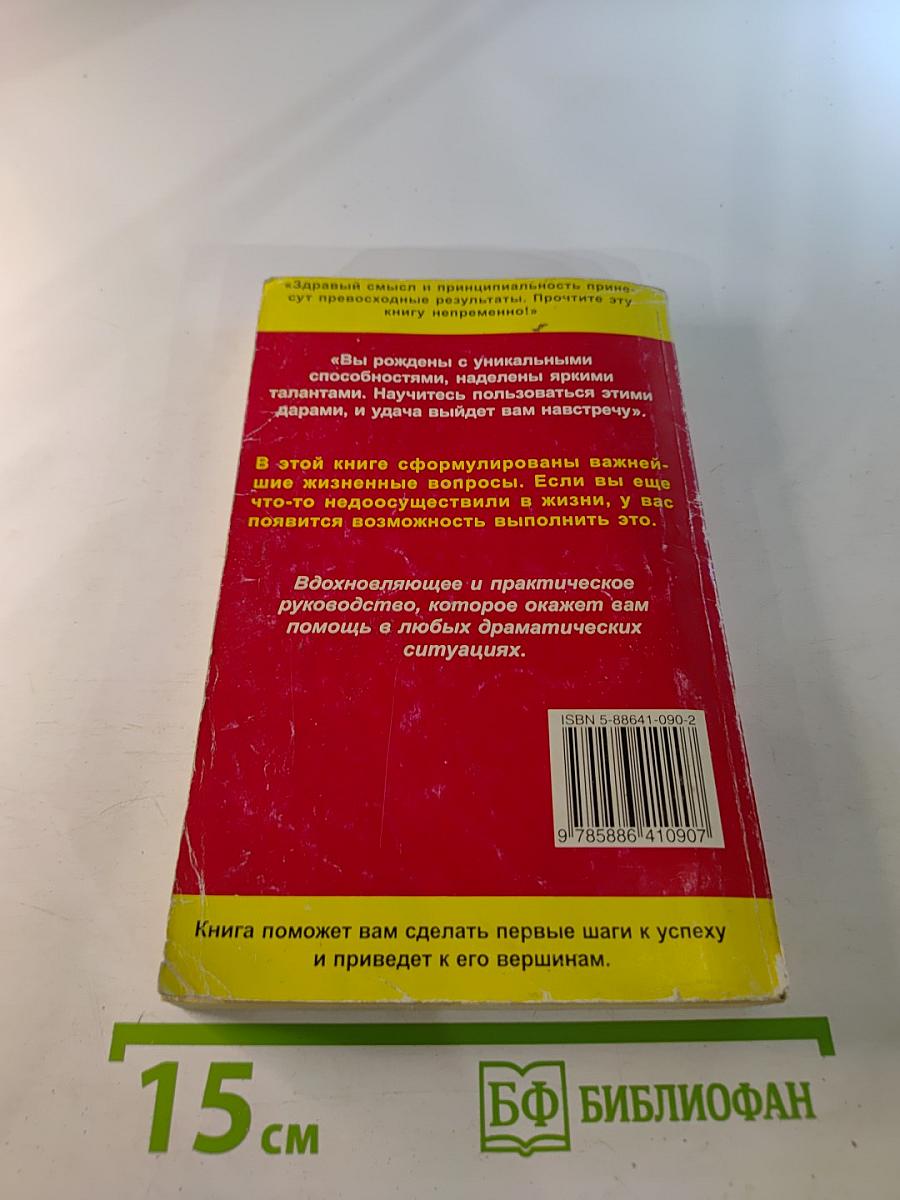 «Здравый смысл и принципиальность прине-
сут превосходные результаты. Прочтите эту
книгу непременно!»
«Вы рождены с уникальными
способностями, наделены яркими
талантами. Научитесь пользоваться этими
дарами, и удача выйдет вам навстречу».
В этой книге сформулированы важней-
шие жизненные вопросы. Если вы еще
что-то недоосуществили в жизни, у вас
появится возможность выполнить это.
Вдохновляющее и практическое
руководство, которое окажет вам
помощь в любых драматических
ситуациях.
ISBN 5-88641-090-2
9 785886 410907
Книга поможет вам сделать первые шаги к успеху
и приведет к его вершинам.
15 см
БФ БИБЛИОФАН